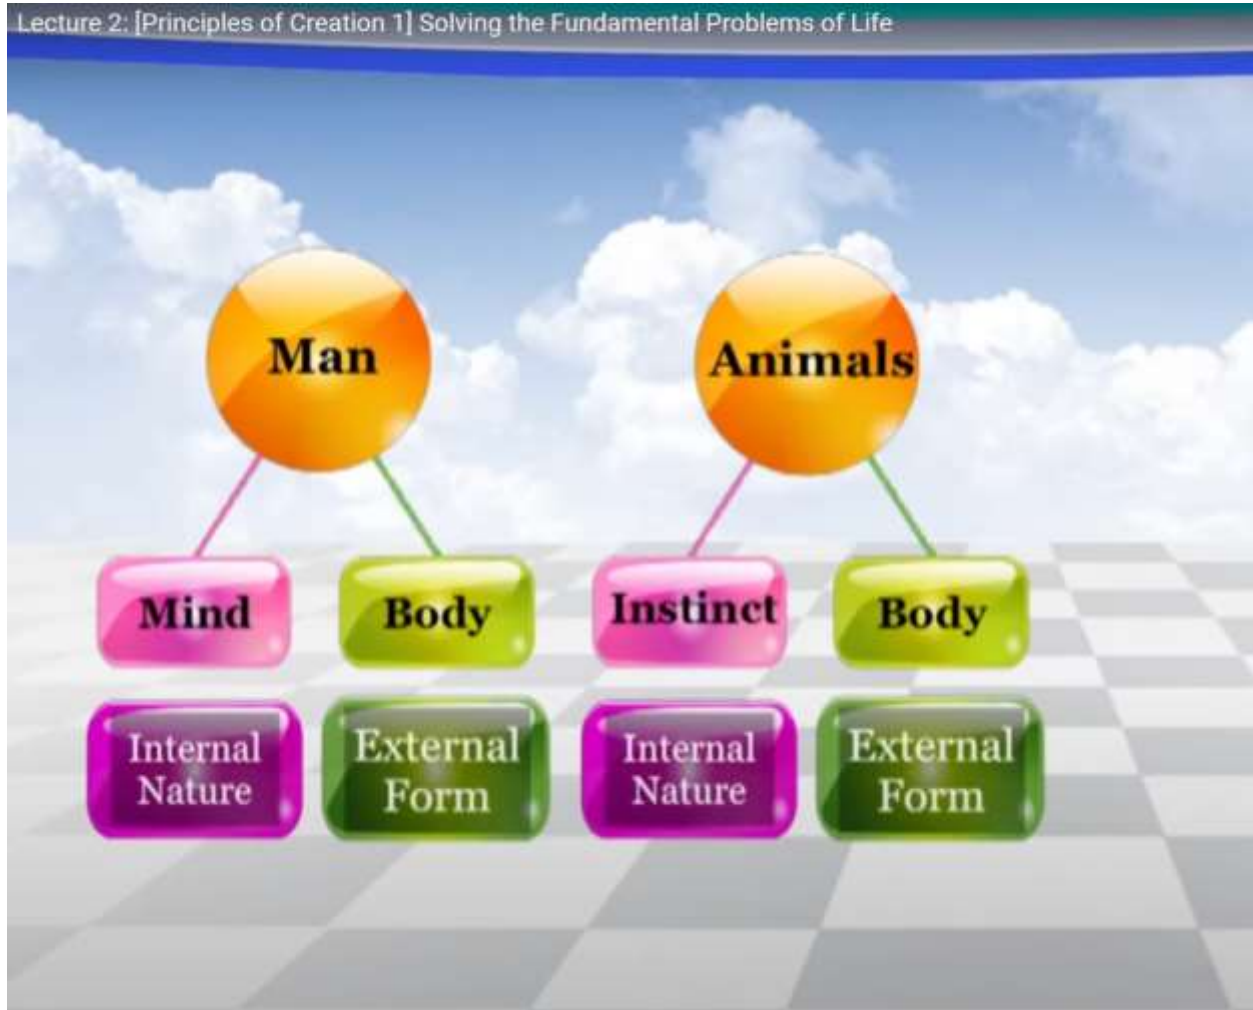 Lecture 2: [Principles of Creation 1] Solving the Fundamental Problems of Life
Man
Animals
Mind
Body
Instinct
Body
Internal
Nature
External
Form
Internal
Nature
External
Form